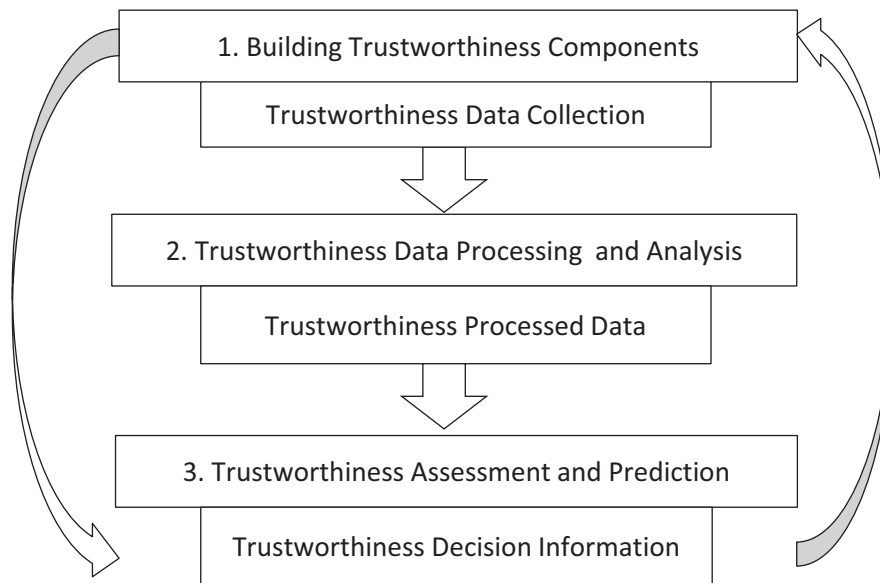 1. Building Trustworthiness Components
Trustworthiness Data Collection
2. Trustworthiness Data Processing and Analysis
Trustworthiness Processed Data
3. Trustworthiness Assessment and Prediction
Trustworthiness Decision Information